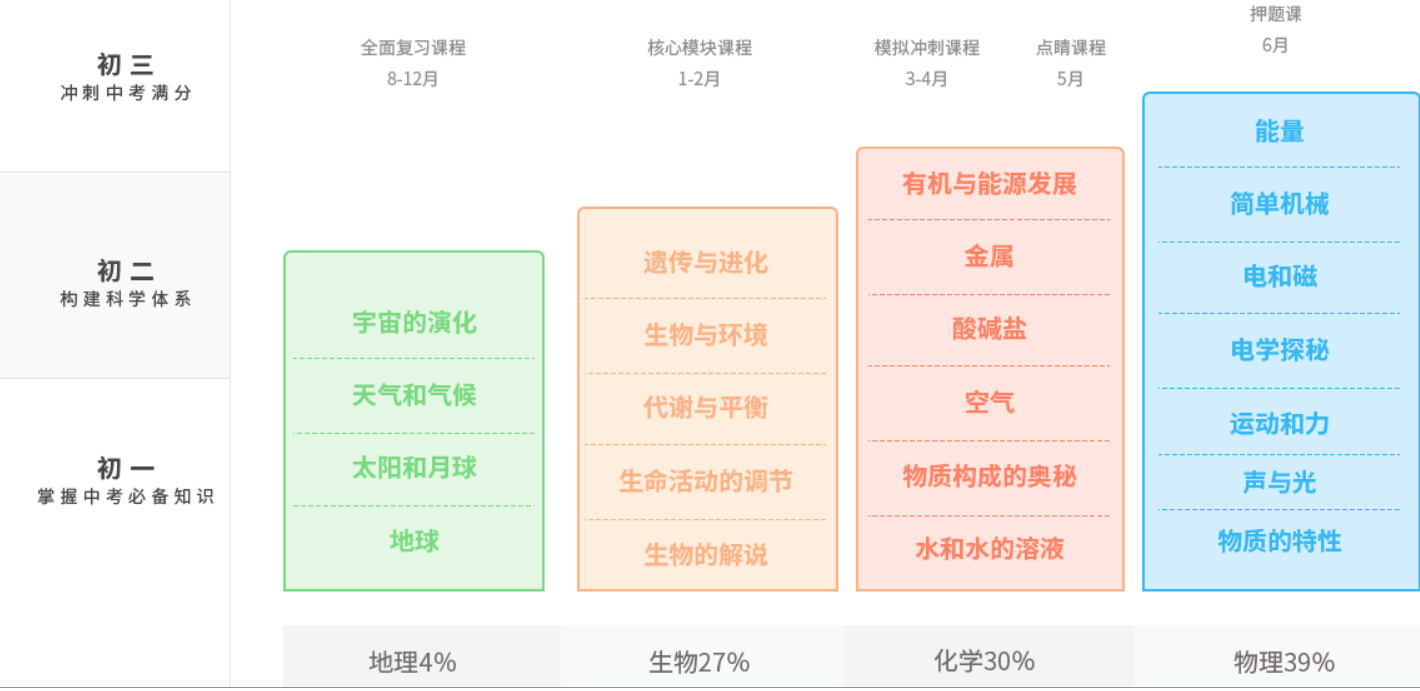 初三
冲刺中考满分
初二
构建科学体系
初一
掌握中考必备知识
全面复习课程
8-12月
核心模块课程
1-2月
模拟冲刺课程
3-4月
点睛课程
5月
押题课
6月
宇宙的演化
天气和气候
太阳和月球
地球
遗传与进化
生物与环境
代谢与平衡
生命活动的调节
生物的解说
有机与能源发展
金属
酸碱盐
空气
物质构成的奥秘
水和水的溶液
能量
简单机械
电和磁
电学探秘
运动和力
声与光
物质的特性
地理4%
生物27%
化学30%
物理39%